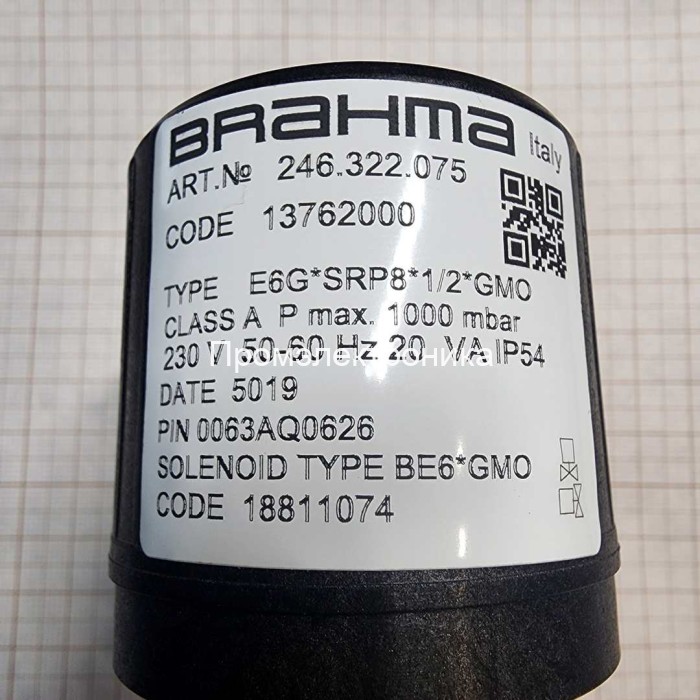 BRAHMA Italy
ART.№ 246.322.075
CODE 13762000
TYPE E6G*SRP8*1/2*GMO
CLASS A P max. 1000 mbar
230 V 50-60 Hz 20 VA IP54
Промэлектроника
DATE 5019
PIN 0063AQ0626
SOLENOID TYPE BE6*GMO
CODE 18811074